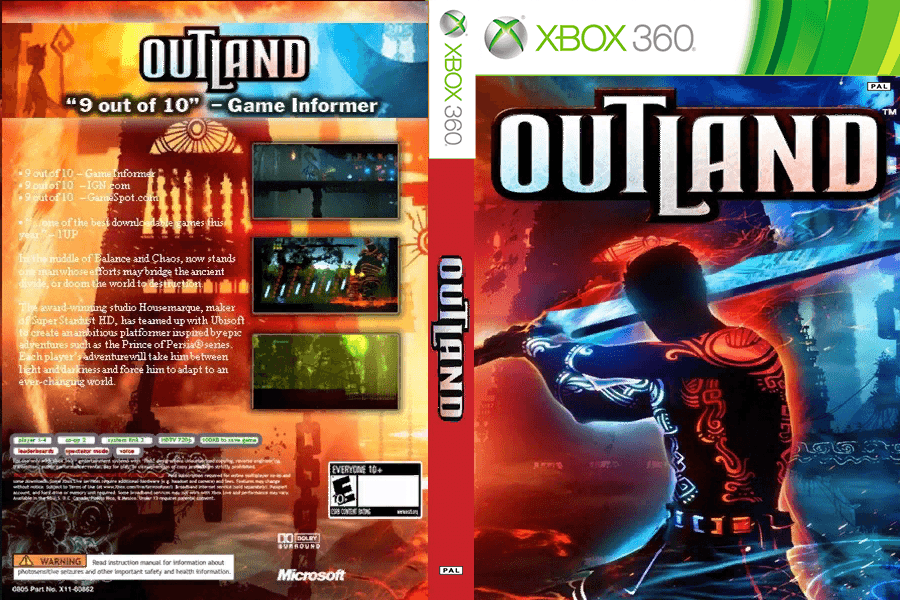 OUTLAND
“9 out of 10” – Game Informer
• 9 out of 10 – GameInformer
• 9 out of 10 – IGN.com
• 9 out of 10 – GameSpot.com
one of the best downloadable games this
year" – 1UP
In the middle of Balance and Chaos, now stands
one man whose efforts may bridge the ancient
divide, or doom the world to destruction.
The award-winning studio Housemarque, maker
of Super Stardust HD, has teamed up with Ubisoft
to create an ambitious platformer inspired by epic
adventures such as the Prince of Persia® series.
Each player's adventure will take him between
light and darkness and force him to adapt to an
ever-changing world.
player 1-4
co-op 2
system link 2
HDTV 720p
100KB to save game
leaderboards
spectator mode
voice
EVERYONE 10+
E
10+
ESRB CONTENT RATING
www.esrb.org
DOLBY
SURROUND
WARNING
Read instruction manual for information about
photosensitive seizures and other important safety and health information.
0805 Part No. X11-00862
Microsoft
XBOX 360
OUTLAND
PAL
XBOX 360
PAL
OUTLAND™